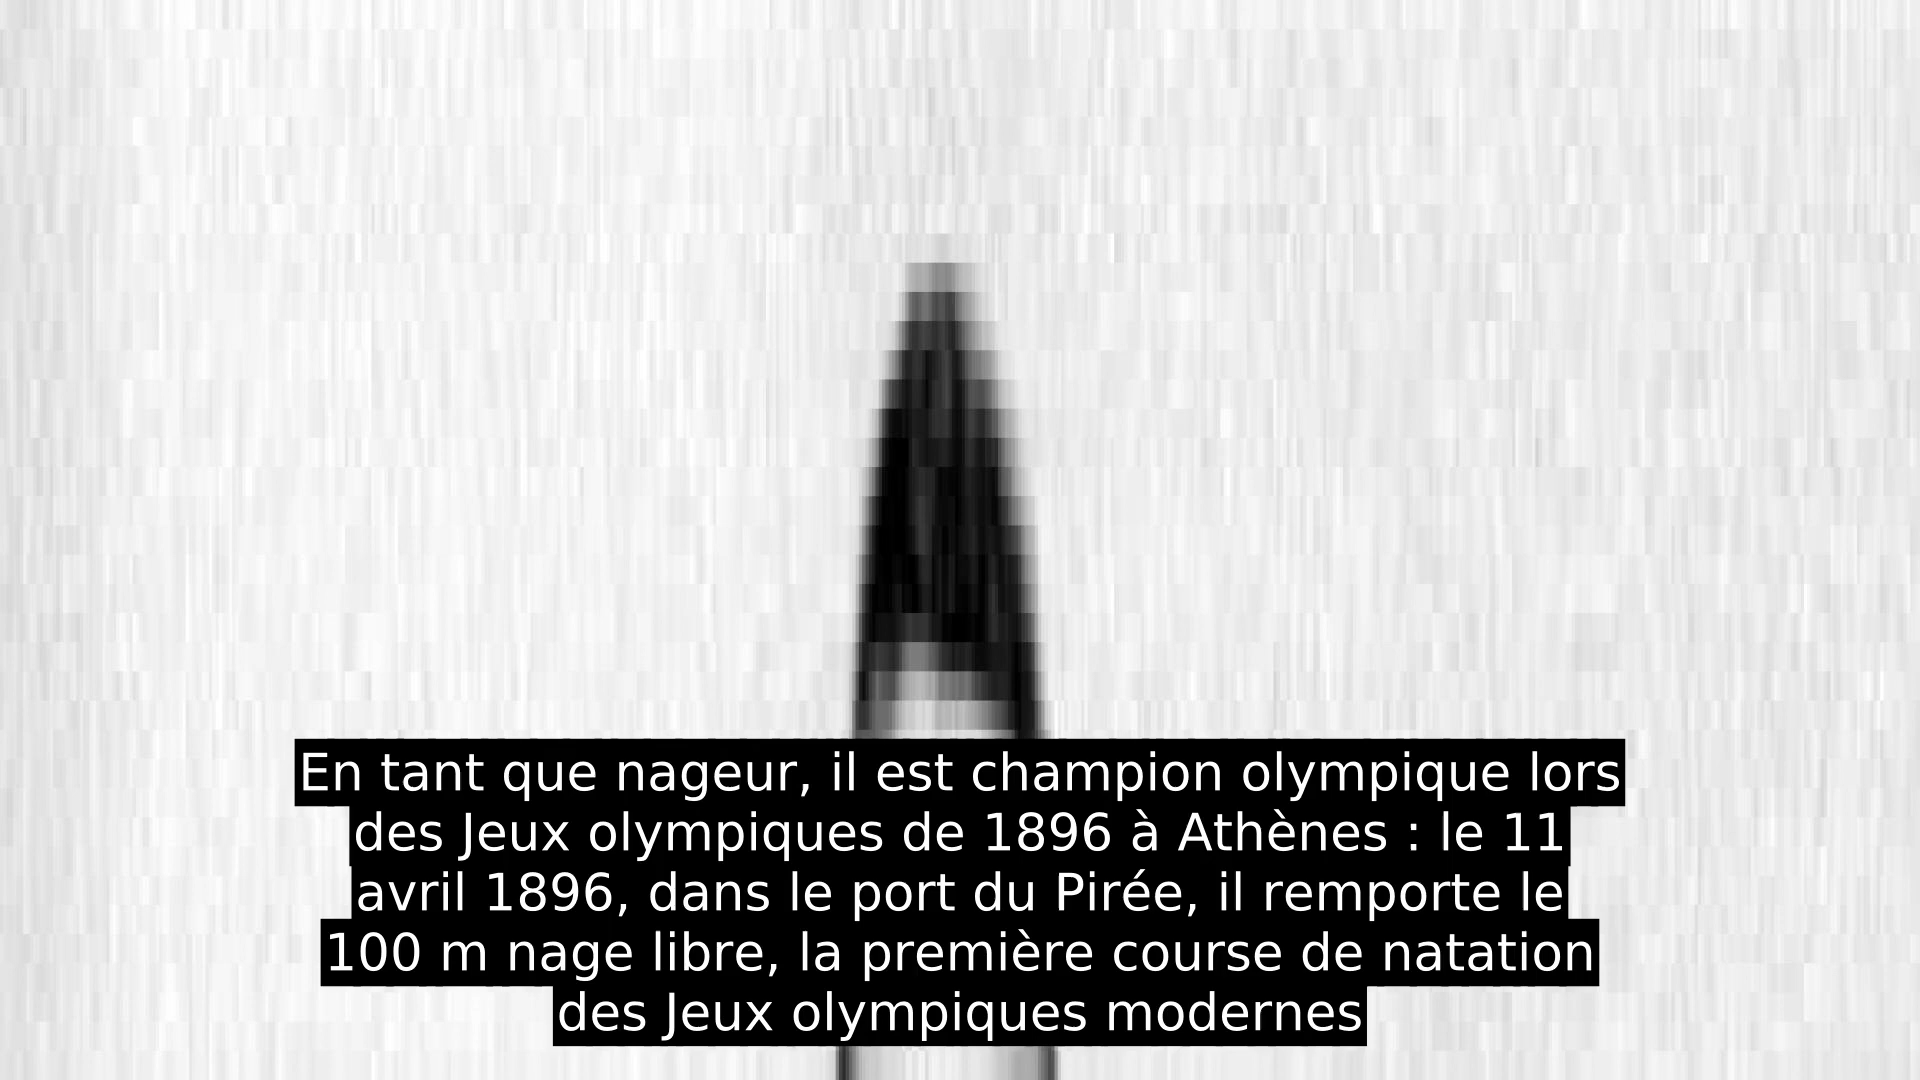 En tant que nageur, il est champion olympique lors
des Jeux olympiques de 1896 à Athènes : le 11
avril 1896, dans le port du Pirée, il remporte le
100 m nage libre, la première course de natation
des Jeux olympiques modernes